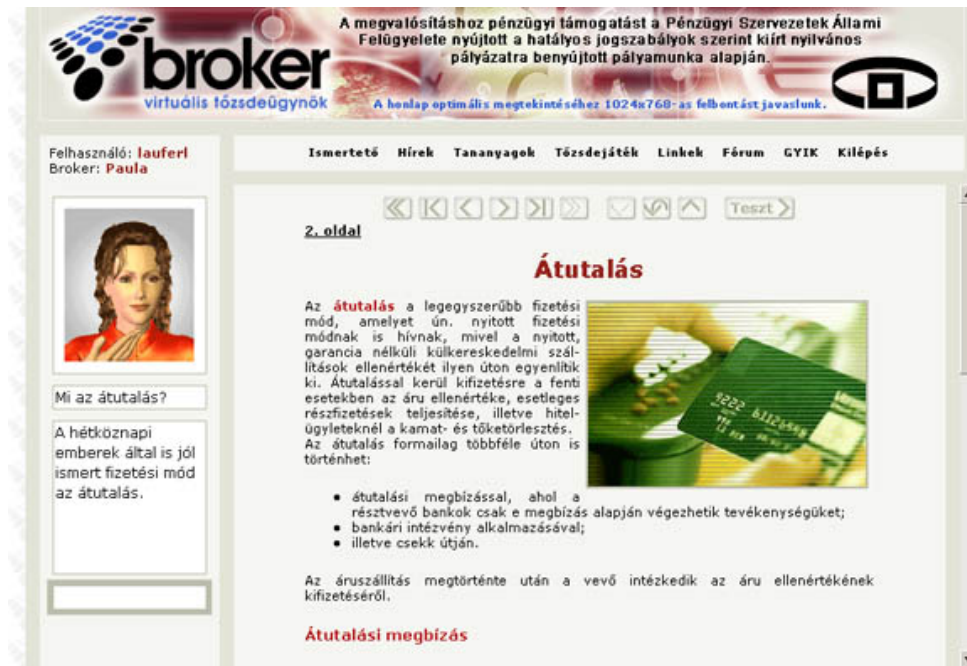 A megvalósításhoz pénzügyi támogatást a Pénzügyi Szervezetek Állami
Felügyelete nyújtott a hatályos jogszabályok szerint kiírt nyilvános
pályázatra benyújtott pályamunka alapján.
broker
virtuális tőzsdeügynök
A honlap optimális megtekintéséhez 1024x768-as felbontást javaslunk.
Felhasználó: lauferl
Broker: Paula
Ismertető Hírek Tananyagok Tőzsdejáték Linkek Fórum GYIK Kilépés
Teszt
2. oldal
Átutalás
Az átutalás a legegyszerűbb fizetési
mód, amelyet ún. nyitott fizetési
módnak is hívnak, mivel a nyitott,
garancia nélküli külkereskedelmi szál-
lítások ellenértékét ilyen úton egyenlítik
ki. Átutalással kerül kifizetésre a fenti
esetekben az áru ellenértéke, esetleges
részfizetések teljesítése, illetve hitel-
ügyleteknél a kamat- és tőketörlesztés.
Az átutalás formailag többféle úton is
történhet:
Mi az átutalás?
A hétköznapi
emberek által is jól
ismert fizetési mód
az átutalás.
• átutalási megbízással, ahol a
résztvevő bankok csak e megbízás alapján végezhetik tevékenységüket;
• bankári intézvény alkalmazásával;
• illetve csekk útján.
Az áruszállítás megtörténte után a vevő intézkedik az áru ellenértékének
kifizetéséről.
Átutalási megbízás